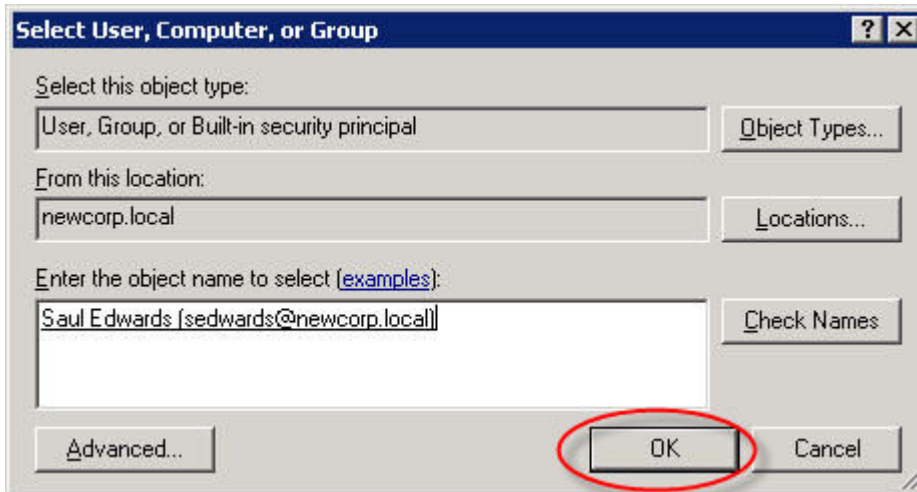 Select User, Computer, or Group
Select this object type:
User, Group, or Built-in security principal
Object Types...
From this location:
newcorp.local
Locations...
Enter the object name to select (examples):
Saul Edwards (sedwards@newcorp.local)
Check Names
Advanced...
OK
Cancel